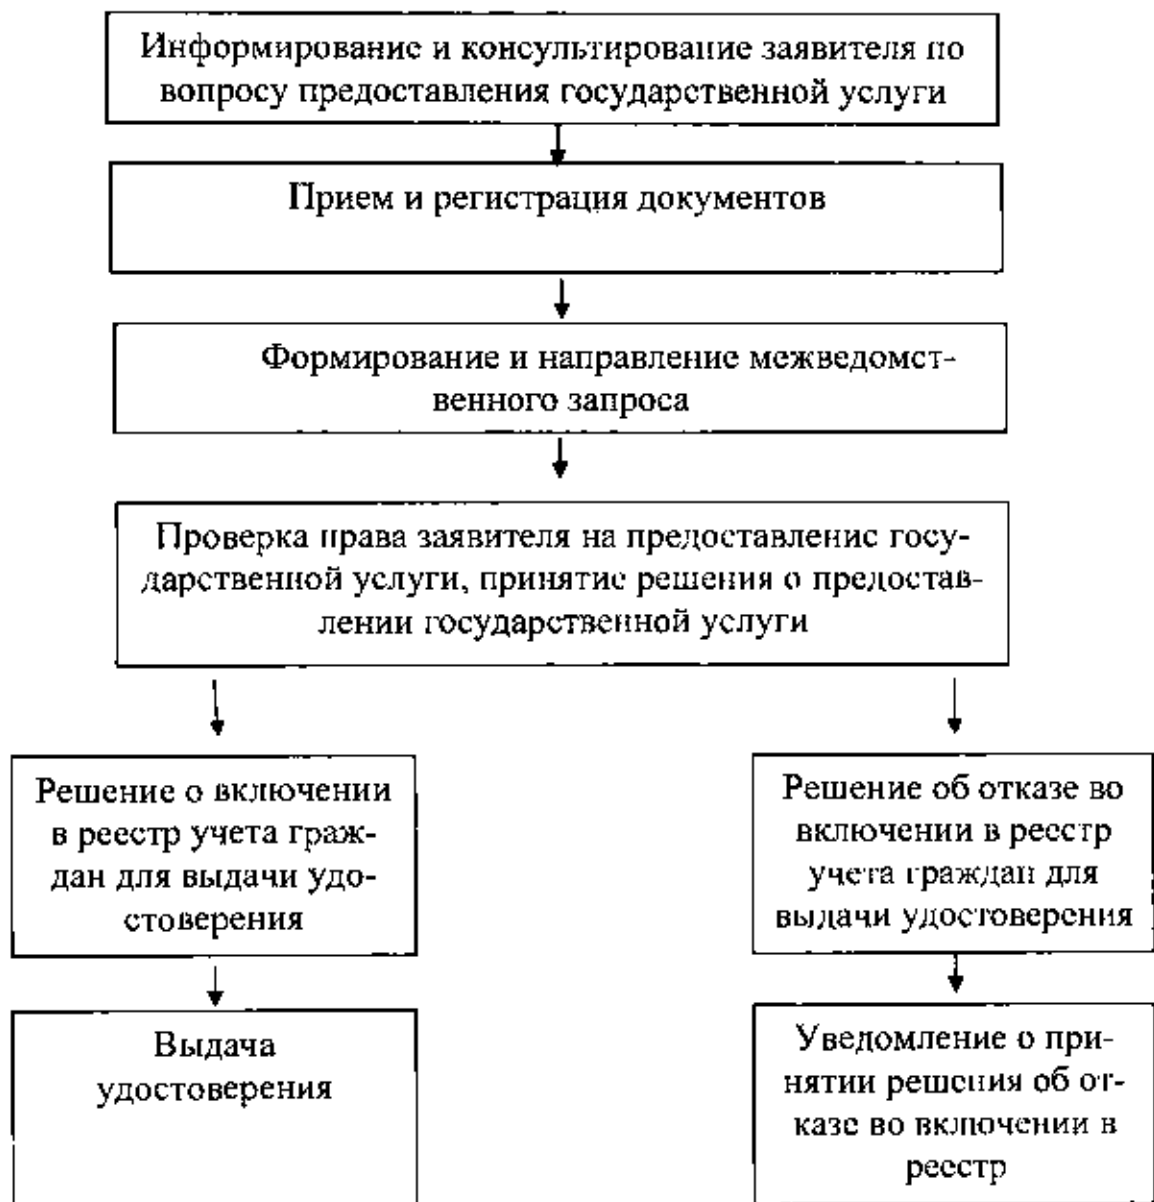 Информирование и консультирование заявителя по
вопросу предоставления государственной услуги
Прием и регистрация документов
Формирование и направление межведомст-
венного запроса
Проверка права заявителя на предоставление госу-
дарственной услуги, принятие решения о предостав-
лении государственной услуги
Решение о включении
в реестр учета граж-
дан для выдачи удо-
стоверения
Решение об отказе во
включении в реестр
учета граждан для
выдачи удостоверения
Выдача
удостоверения
Уведомление о при-
нятии решения об от-
казе во включении в
реестр